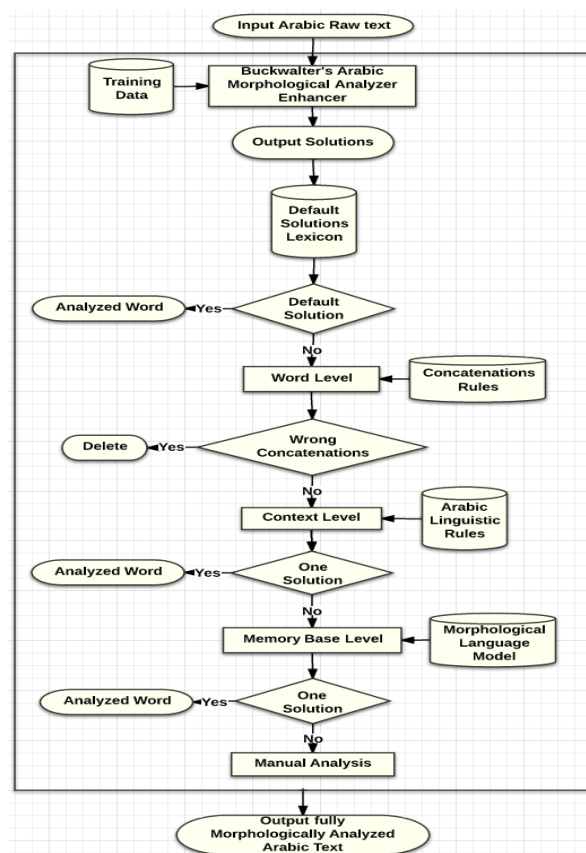 Input Arabic Raw text
Training
Data
Buckwalter's Arabic
Morphological Analyzer
Enhancer
Output Solutions
Default
Solutions
Lexicon
Default
Solution
Yes
Analyzed Word
No
Word Level
Concatenations
Rules
Wrong
Concatenations
Yes
Delete
No
Context Level
Arabic
Linguistic
Rules
One
Solution
Yes
Analyzed Word
No
Memory Base Level
Morphological
Language
Model
One
Solution
Yes
Analyzed Word
No
Manual Analysis
Output fully
Morphologically Analyzed
Arabic Text